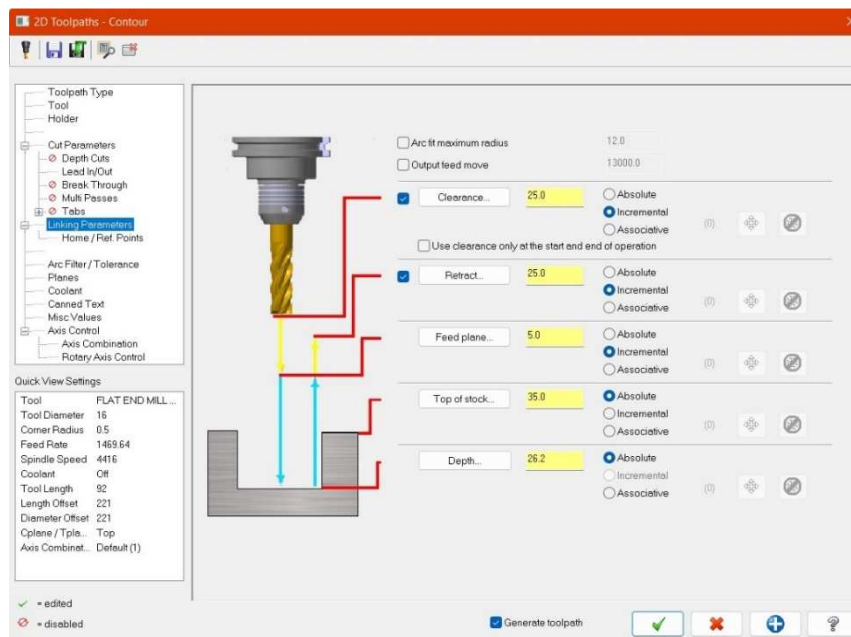 2D Toolpaths - Contour
Toolpath Type
Tool
Holder
Cut Parameters
Depth Cuts
Lead In/Out
Break Through
Multi Passes
Tabs
Linking Parameters
Home / Ref. Points
Arc Filter / Tolerance
Planes
Coolant
Canned Text
Misc Values
Axis Control
Axis Combination
Rotary Axis Control
Quick View Settings
Tool FLAT END MILL ...
Tool Diameter 16
Corner Radius 0.5
Feed Rate 1469.64
Spindle Speed 4416
Coolant Off
Tool Length 92
Length Offset 221
Diameter Offset 221
Cplane / Tpla... Top
Axis Combinat... Default (1)
= edited
= disabled
Arc fit maximum radius 12.0
Output feed move 13000.0
Clearance... 25.0 Absolute
Incremental
Associative (0)
Use clearance only at the start and end of operation
Retract... 25.0 Absolute
Incremental
Associative (0)
Feed plane... 5.0 Absolute
Incremental
Associative (0)
Top of stock... 35.0 Absolute
Incremental
Associative (0)
Depth... 26.2 Absolute
Incremental
Associative (0)
Generate toolpath
?